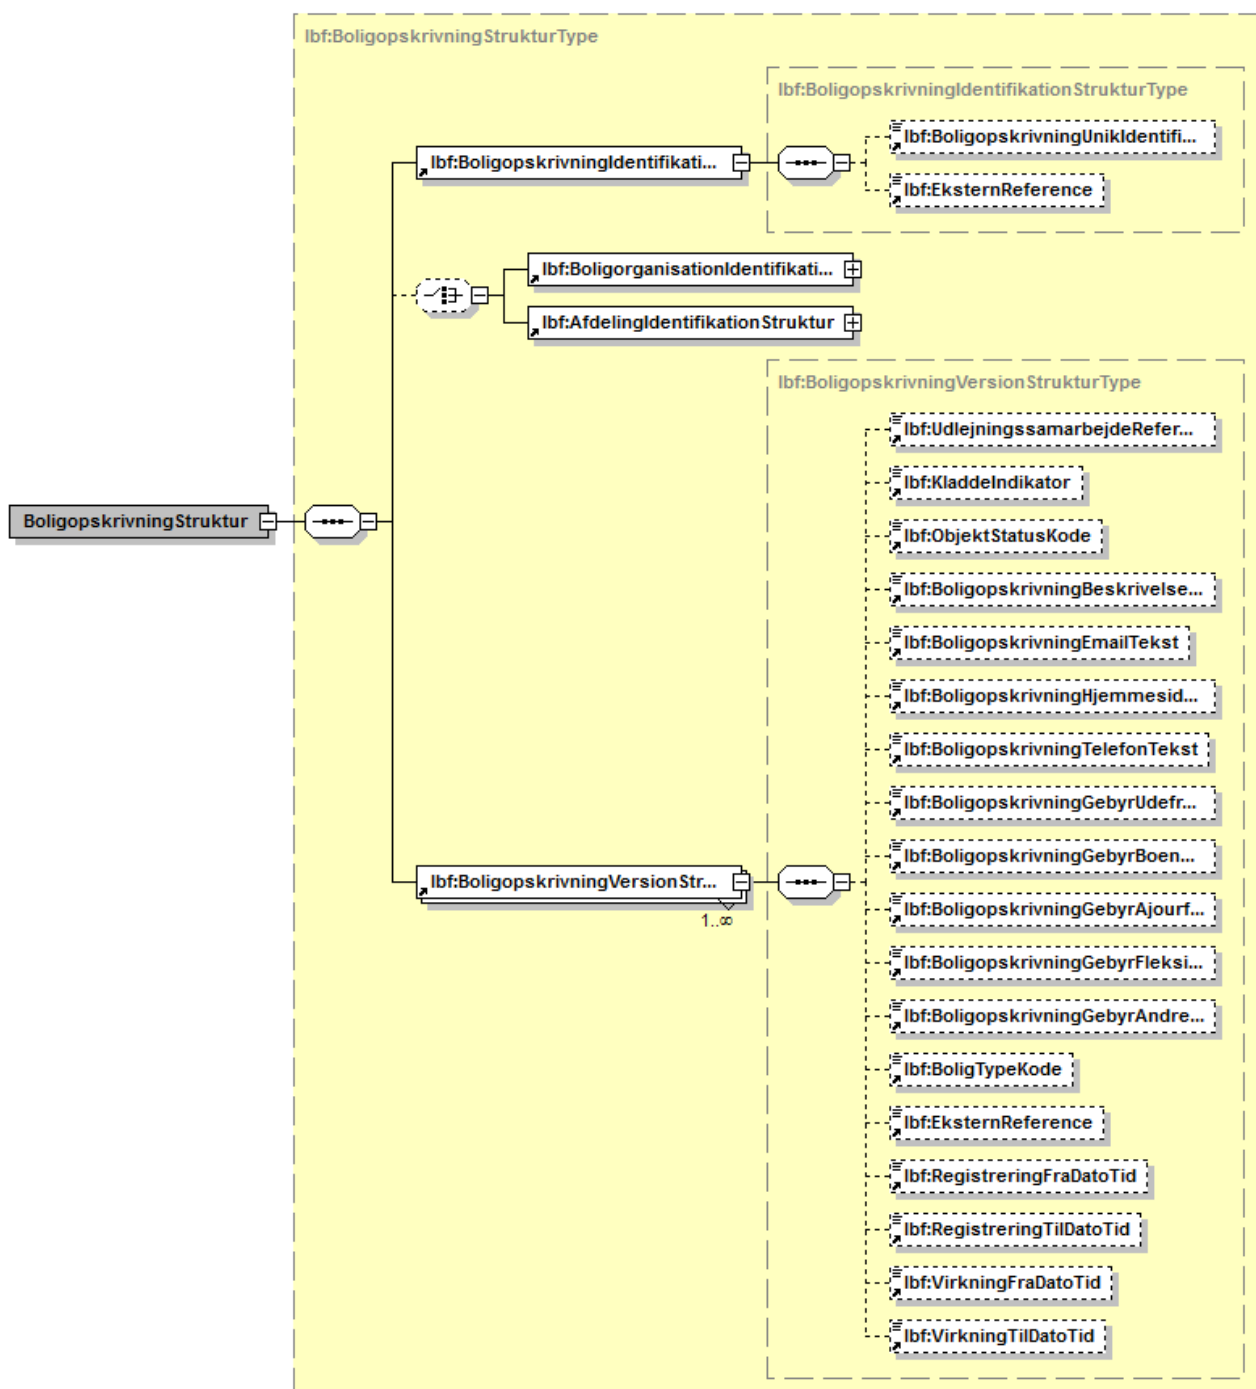 lbf:BoligopskrivningStrukturType
lbf:BoligopskrivningIdentifikationStrukturType
lbf:BoligopskrivningUnikIdentifi...
lbf:BoligopskrivningIdentifikati...
lbf:EksternReference
lbf:BoligorganisationIdentifikati...
lbf:AfdelingIdentifikationStruktur
lbf:BoligopskrivningVersionStrukturType
lbf:UdlejningssamarbejdeRefer...
lbf:KladdeIndikator
BoligopskrivningStruktur
lbf:ObjektStatusKode
lbf:BoligopskrivningBeskrivelse...
lbf:BoligopskrivningEmailTekst
lbf:BoligopskrivningHjemmesid...
lbf:BoligopskrivningTelefonTekst
lbf:BoligopskrivningGebyrUdefr...
lbf:BoligopskrivningGebyrBoen...
lbf:BoligopskrivningVersionStr...
1..∞
lbf:BoligopskrivningGebyrAjourf...
lbf:BoligopskrivningGebyrFleksi...
lbf:BoligopskrivningGebyrAndre...
lbf:BoligTypeKode
lbf:EksternReference
lbf:RegistreringFraDatoTid
lbf:RegistreringTilDatoTid
lbf:VirkningFraDatoTid
lbf:VirkningTilDatoTid